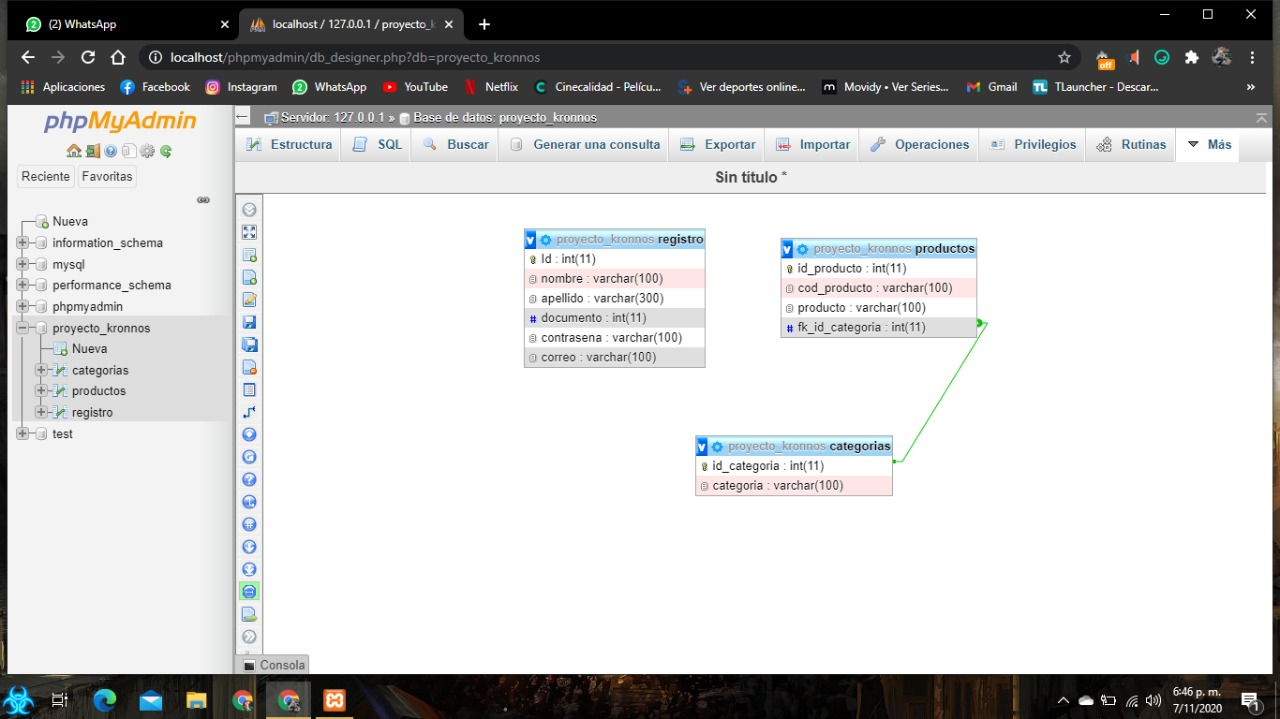 (2) WhatsApp
localhost / 127.0.0.1 / proyecto_k
localhost/phpmyadmin/db_designer.php?db=proyecto_kronnos
off
Aplicaciones Facebook Instagram WhatsApp YouTube Netflix Cinecalidad - Pelícu... Ver deportes online... Movidy • Ver Series... Gmail TLauncher - Descar... »
phpMyAdmin
Servidor: 127.0.0.1 » Base de datos: proyecto_kronnos
Estructura SQL Buscar Generar una consulta Exportar Importar Operaciones Privilegios Rutinas Más
Reciente Favoritas
Sin título *
Nueva
information_schema
mysql
performance_schema
phpmyadmin
proyecto_kronnos
Nueva
categorias
productos
registro
test
proyecto_kronnos registro
Id : int(11)
nombre : varchar(100)
apellido : varchar(300)
documento : int(11)
contrasena : varchar(100)
correo : varchar(100)
proyecto_kronnos productos
id_producto : int(11)
cod_producto : varchar(100)
producto : varchar(100)
fk_id_categoria : int(11)
proyecto_kronnos categorias
id_categoria : int(11)
categoria : varchar(100)
Consola
6:46 p. m.
7/11/2020
1